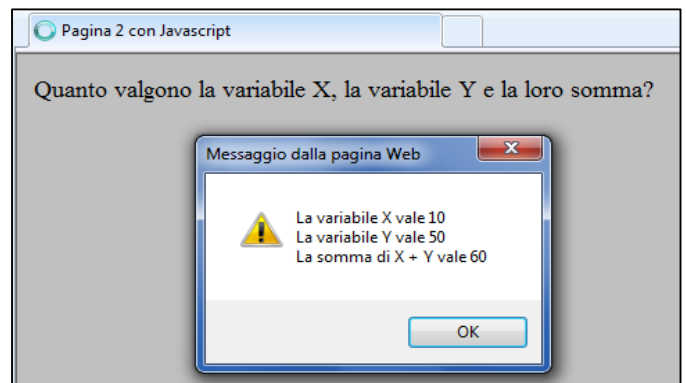 Pagina 2 con Javascript
Quanto valgono la variabile X, la variabile Y e la loro somma?
Messaggio dalla pagina Web
La variabile X vale 10
La variabile Y vale 50
La somma di X + Y vale 60
OK